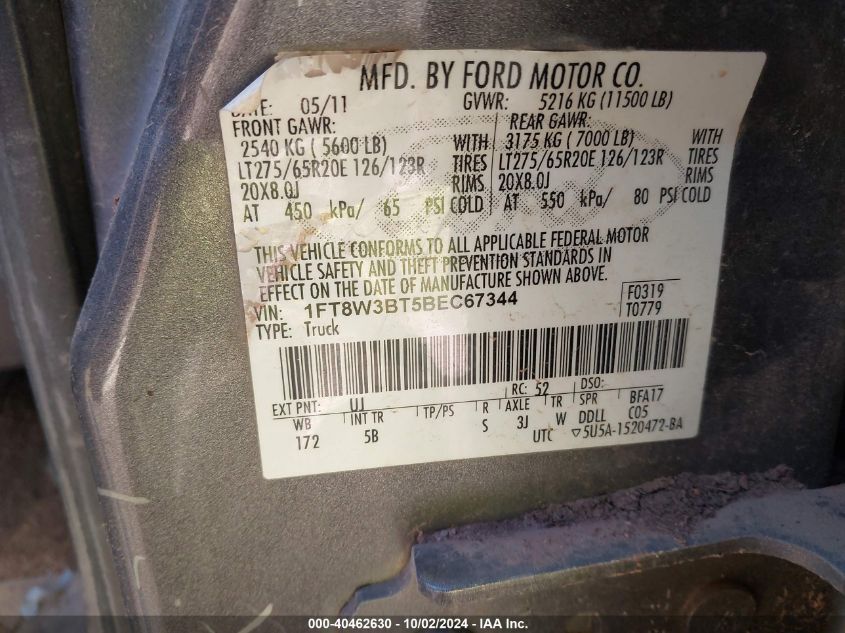 MFD. BY FORD MOTOR CO.
DATE: 05/11 GVWR: 5216 KG (11500 LB)
FRONT GAWR: REAR GAWR:
2540 KG ( 5600 LB) WITH 3175 KG ( 7000 LB) WITH
LT275/65R20E 126/123R TIRES LT275/65R20E 126/123R TIRES
20X8.0J RIMS 20X8.0J RIMS
AT 450 kPa/ 65 PSI COLD AT 550 kPa/ 80 PSI COLD
THIS VEHICLE CONFORMS TO ALL APPLICABLE FEDERAL MOTOR
VEHICLE SAFETY AND THEFT PREVENTION STANDARDS IN
EFFECT ON THE DATE OF MANUFACTURE SHOWN ABOVE.
VIN: 1FT8W3BT5BEC67344 F0319
TYPE: Truck T0779
EXT PNT: UJ RC: 52 DSO:
WB INT TR TP/PS R AXLE TR SPR BFA17
172 5B S 3J W DDLL C05
UTC ▽5U5A-1520472-BA
000-40462630 - 10/02/2024 - IAA Inc.